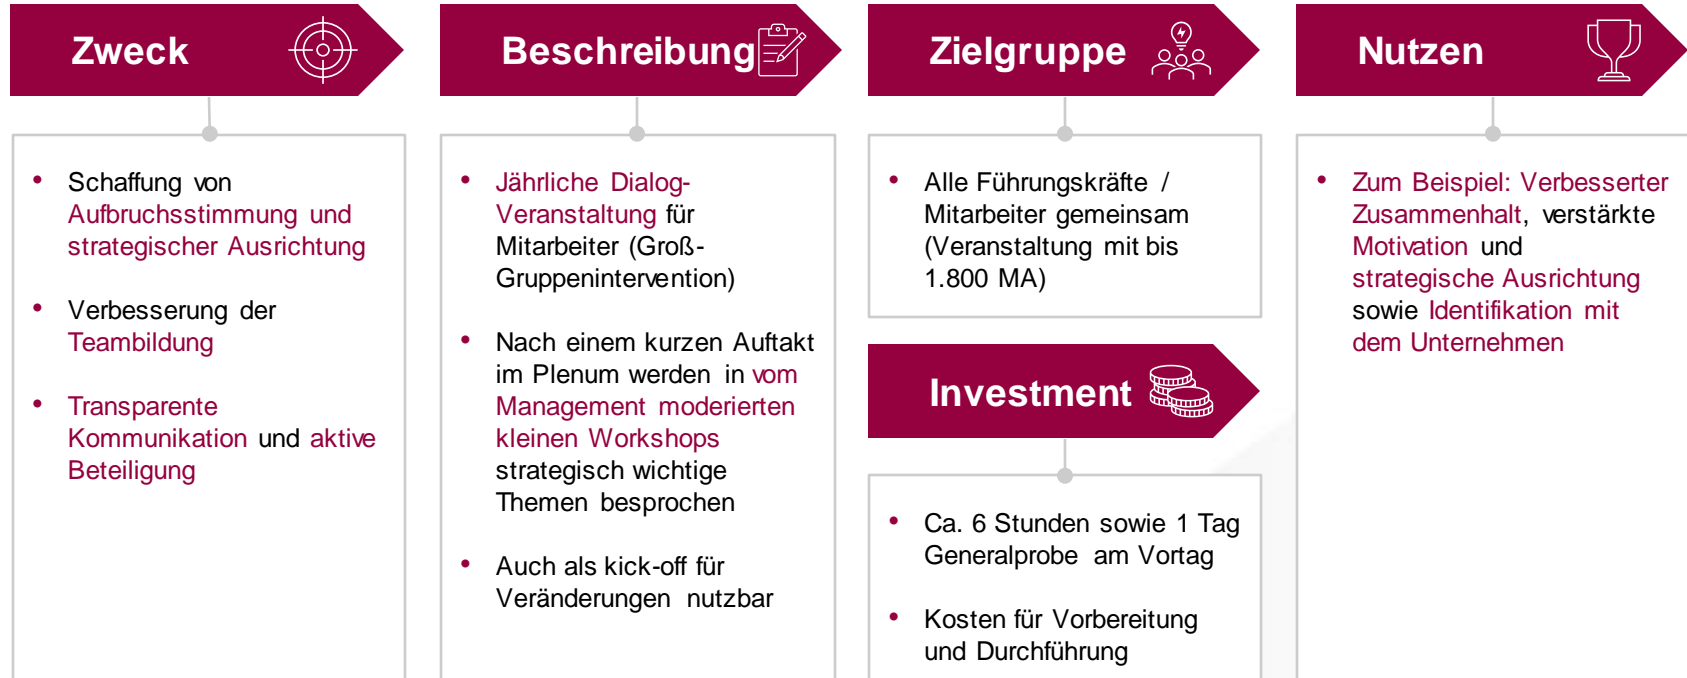 Zweck
• Schaffung von
Aufbruchsstimmung und
strategischer Ausrichtung
• Verbesserung der
Teambildung
• Transparente
Kommunikation und aktive
Beteiligung
Beschreibung
• Jährliche Dialog-
Veranstaltung für
Mitarbeiter (Groß-
Gruppenintervention)
• Nach einem kurzen Auftakt
im Plenum werden in vom
Management moderierten
kleinen Workshops
strategisch wichtige
Themen besprochen
• Auch als kick-off für
Veränderungen nutzbar
Zielgruppe
• Alle Führungskräfte /
Mitarbeiter gemeinsam
(Veranstaltung mit bis
1.800 MA)
Investment
• Ca. 6 Stunden sowie 1 Tag
Generalprobe am Vortag
• Kosten für Vorbereitung
und Durchführung
Nutzen
• Zum Beispiel: Verbesserter
Zusammenhalt, verstärkte
Motivation und
strategische Ausrichtung
sowie Identifikation mit
dem Unternehmen